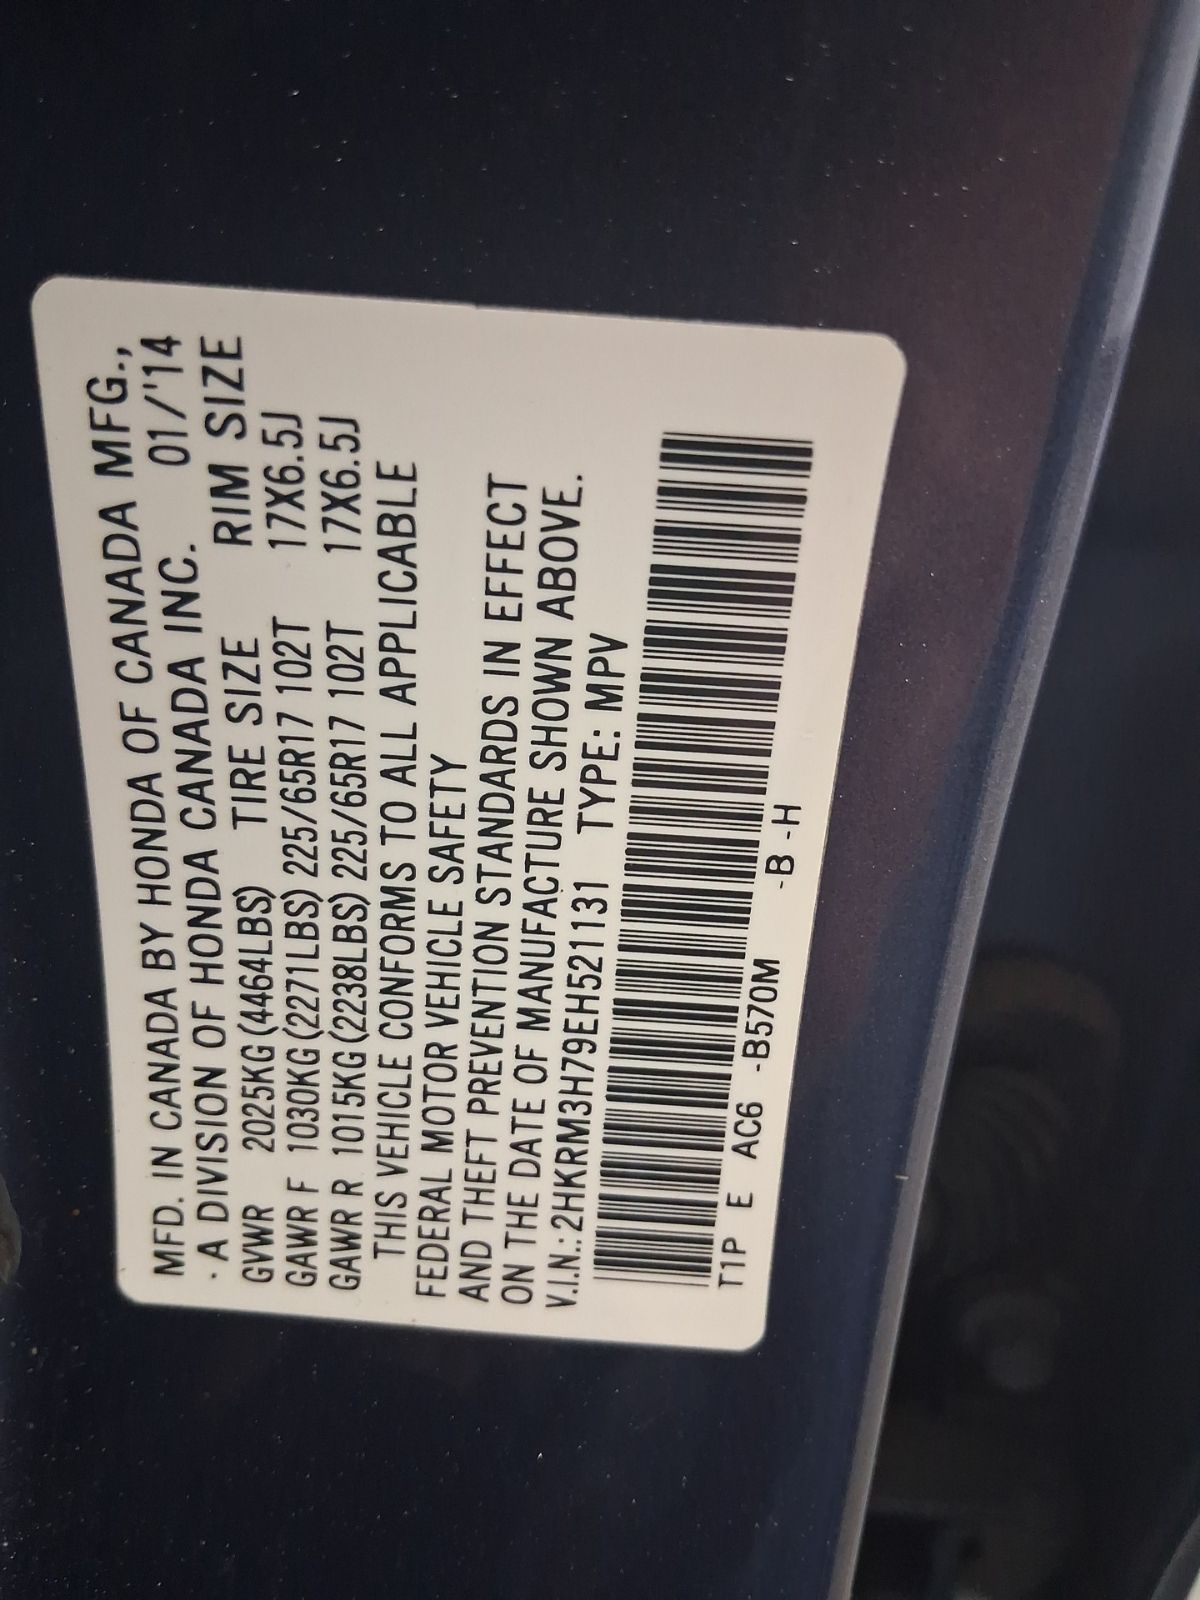 MFD. IN CANADA BY HONDA OF CANADA MFG.,
· A DIVISION OF HONDA CANADA INC. 01/'14
GVWR 2025KG(4464LBS) TIRE SIZE RIM SIZE
GAWR F 1030KG(2271LBS) 225/65R17 102T 17X6.5J
GAWR R 1015KG(2238LBS) 225/65R17 102T 17X6.5J
THIS VEHICLE CONFORMS TO ALL APPLICABLE
FEDERAL MOTOR VEHICLE SAFETY
AND THEFT PREVENTION STANDARDS IN EFFECT
ON THE DATE OF MANUFACTURE SHOWN ABOVE.
V.I.N.:2HKRM3H79EH521131 TYPE: MPV
T1P E AC6 -B570M -B -H